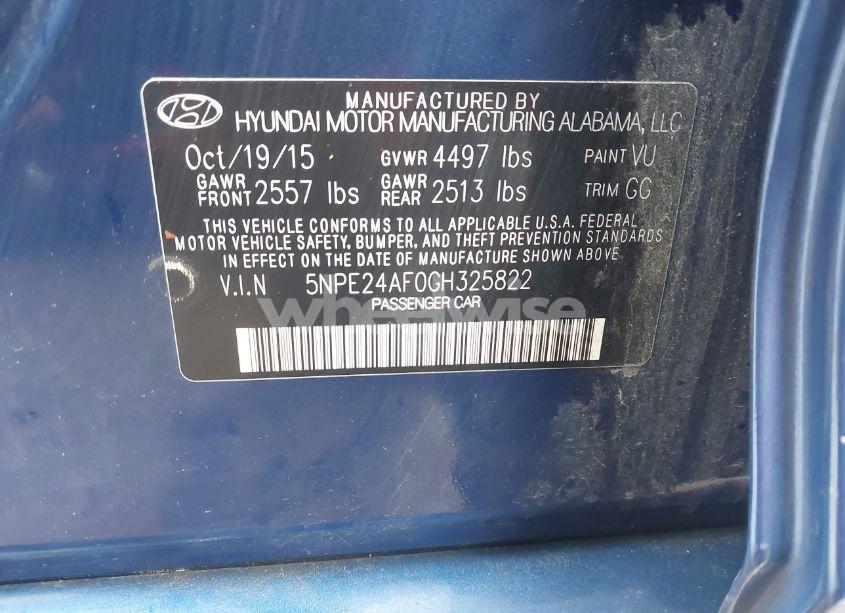 MANUFACTURED BY
HYUNDAI MOTOR MANUFACTURING ALABAMA, LLC
Oct/19/15 GVWR 4497 lbs PAINT VU
GAWR FRONT 2557 lbs GAWR REAR 2513 lbs TRIM GG
THIS VEHICLE CONFORMS TO ALL APPLICABLE U.S.A. FEDERAL
MOTOR VEHICLE SAFETY, BUMPER, AND THEFT PREVENTION STANDARDS
IN EFFECT ON THE DATE OF MANUFACTURE SHOWN ABOVE
V.I.N 5NPE24AF0GH325822
PASSENGER CAR
wheelwise